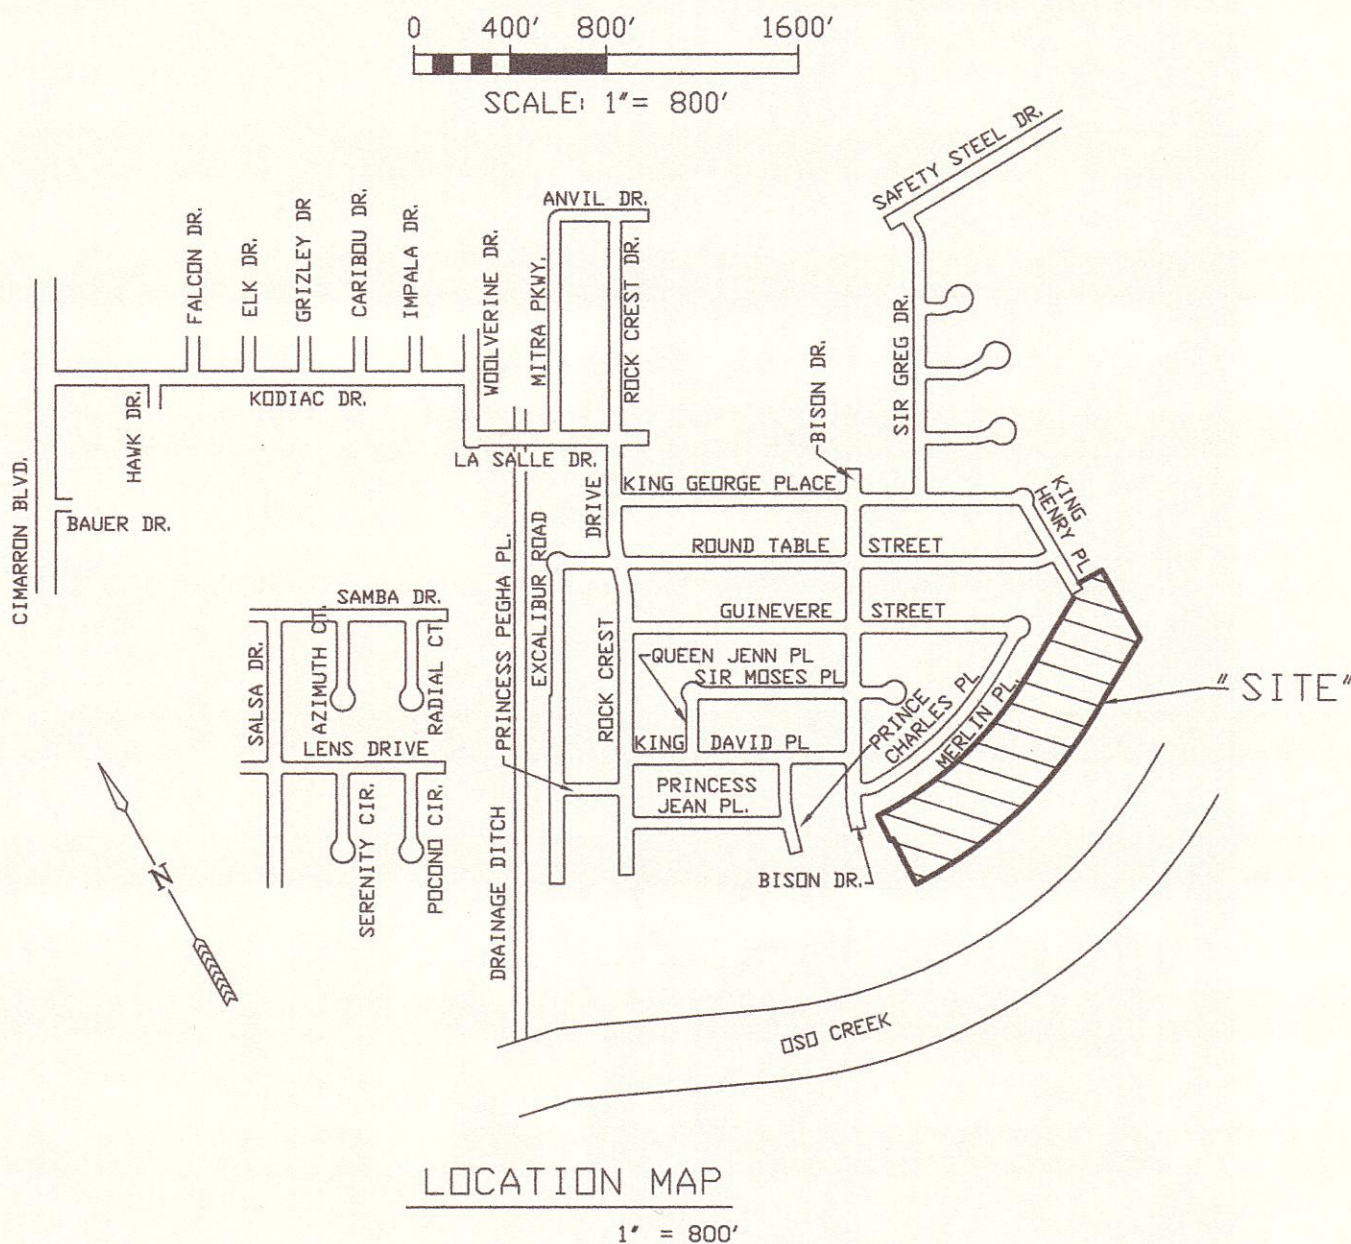 0 400' 800' 1600'
SCALE: 1"= 800'
SAFETY STEEL DR.
ANVIL DR.
FALCON DR.
ELK DR.
GRIZLEY DR
CARIBOU DR.
IMPALA DR.
WOOLVERINE DR.
MITRA PKWY.
ROCK CREST DR.
BISON DR.
SIR GREG DR.
KODIAC DR.
HAWK DR.
CIMARRON BLVD.
BAUER DR.
LA SALLE DR.
KING GEORGE PLACE
KING
HENRY PL
DRIVE
ROUND TABLE STREET
EXCALIBUR ROAD
PRINCESS PEGHA PL.
SAMBA DR.
GUINEVERE STREET
AZIMUTH CT.
RADIAL CT.
SALSA DR.
ROCK CREST
QUEEN JENN PL
SIR MOSES PL
"SITE"
PRINCE
CHARLES PL
MERLIN PL.
LENS DRIVE
KING DAVID PL
PRINCESS
JEAN PL.
SERENITY CIR.
POCONO CIR.
DRAINAGE DITCH
BISON DR.
N
OSO CREEK
LOCATION MAP
1" = 800'